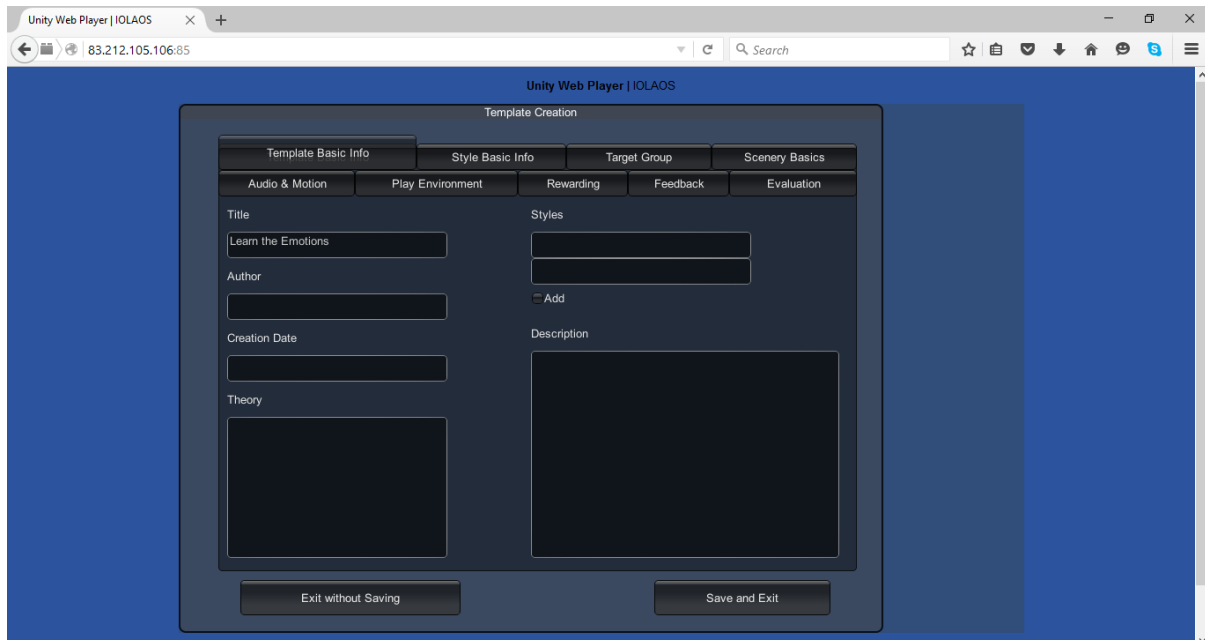 Unity Web Player | IOLAOS
83.212.105.106:85
Search
Unity Web Player | IOLAOS
Template Creation
Template Basic Info
Style Basic Info
Target Group
Scenery Basics
Audio & Motion
Play Environment
Rewarding
Feedback
Evaluation
Title
Learn the Emotions
Author
Creation Date
Theory
Styles
Add
Description
Exit without Saving
Save and Exit